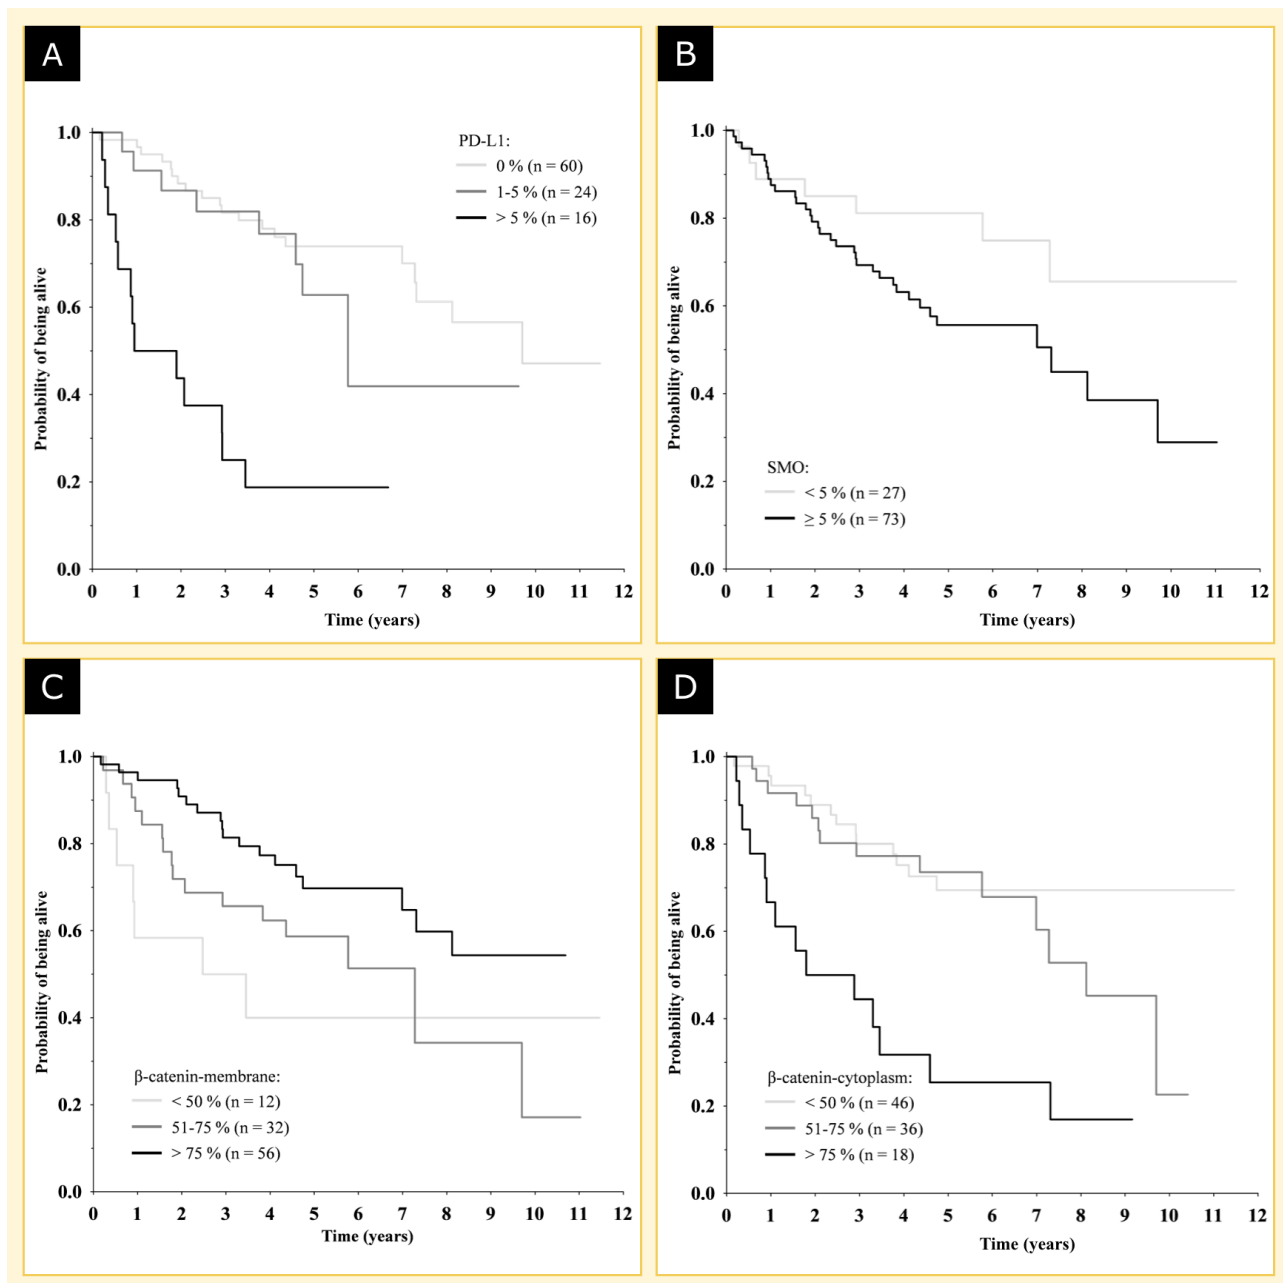 A
Probability of being alive
1.0
0.8
0.6
0.4
0.2
0.0
PD-L1:
0 % (n = 60)
1-5 % (n = 24)
> 5 % (n = 16)
0 1 2 3 4 5 6 7 8 9 10 11 12
Time (years)
B
Probability of being alive
1.0
0.8
0.6
0.4
0.2
0.0
SMO:
< 5 % (n = 27)
≥ 5 % (n = 73)
0 1 2 3 4 5 6 7 8 9 10 11 12
Time (years)
C
Probability of being alive
1.0
0.8
0.6
0.4
0.2
0.0
β-catenin-membrane:
< 50 % (n = 12)
51-75 % (n = 32)
> 75 % (n = 56)
0 1 2 3 4 5 6 7 8 9 10 11 12
Time (years)
D
Probability of being alive
1.0
0.8
0.6
0.4
0.2
0.0
β-catenin-cytoplasm:
< 50 % (n = 46)
51-75 % (n = 36)
> 75 % (n = 18)
0 1 2 3 4 5 6 7 8 9 10 11 12
Time (years)